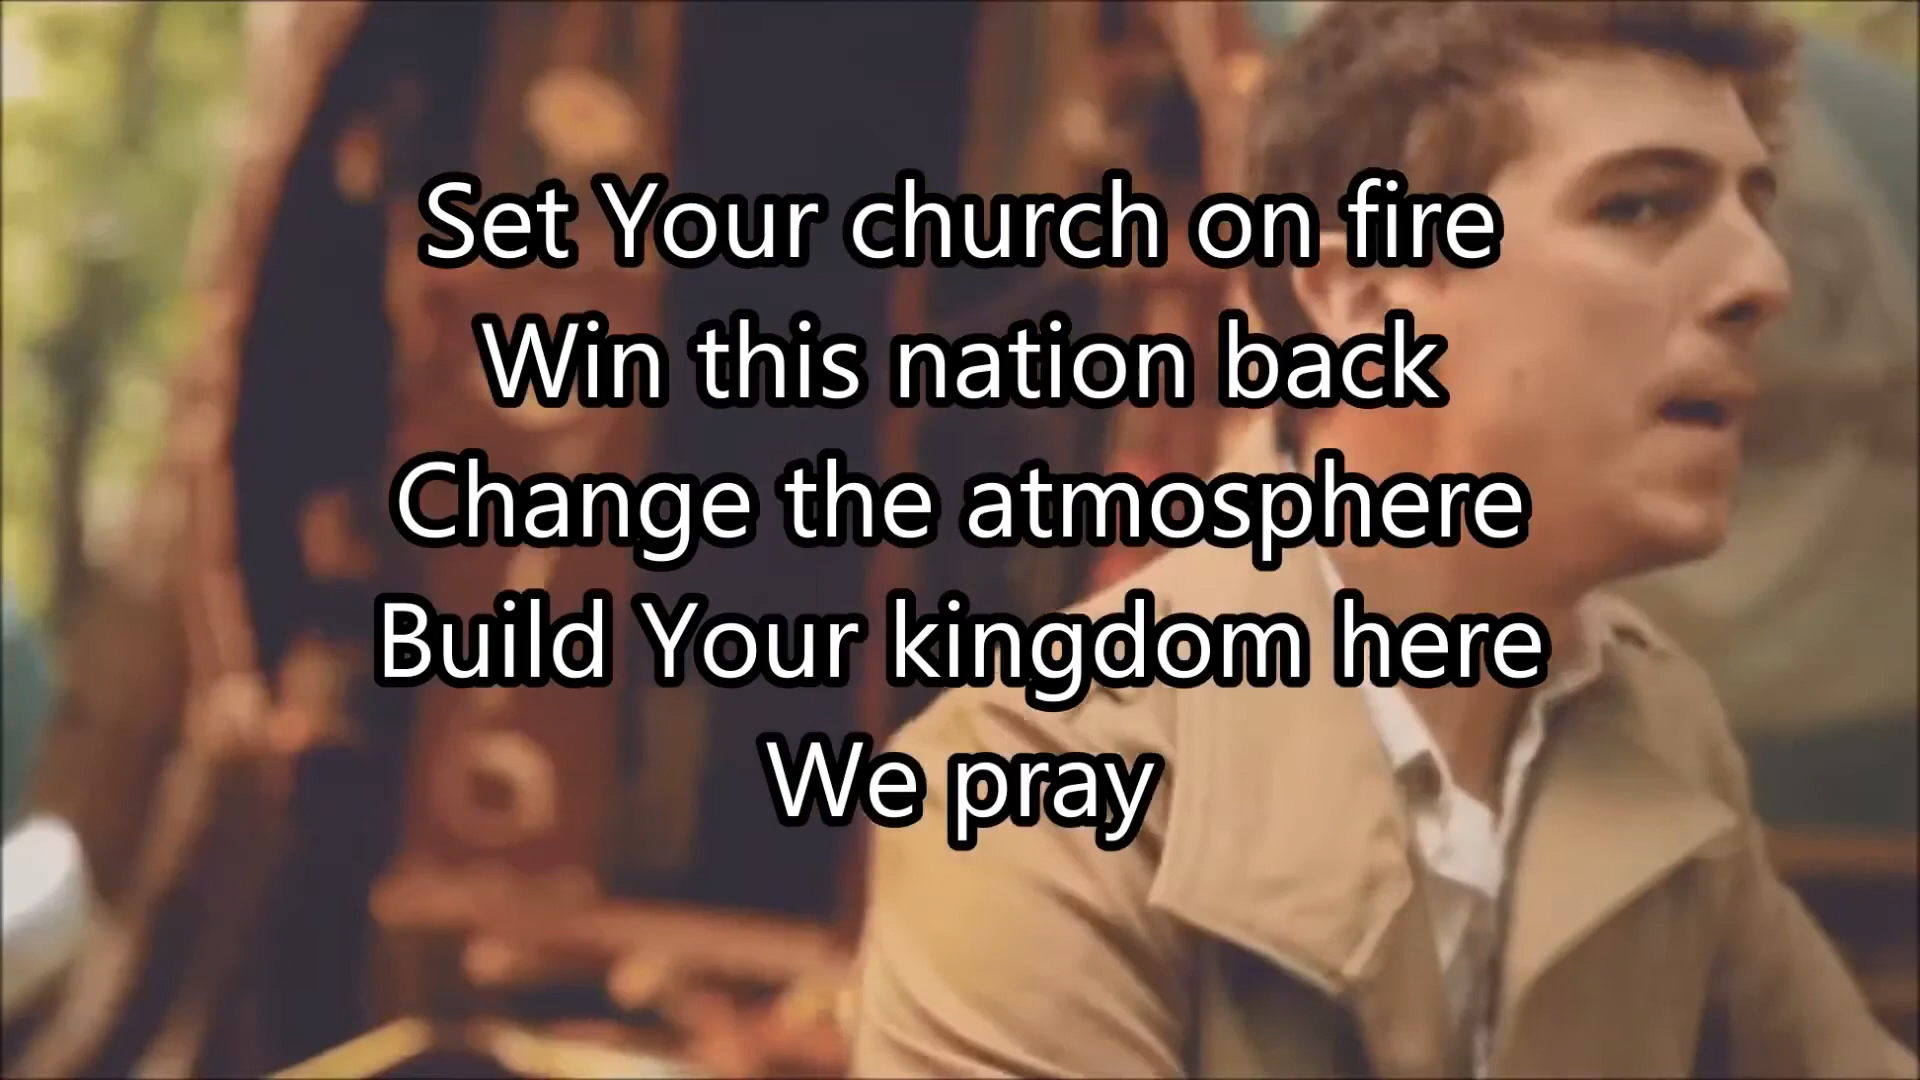 Set Your church on fire
Win this nation back
Change the atmosphere
Build Your kingdom here
We pray